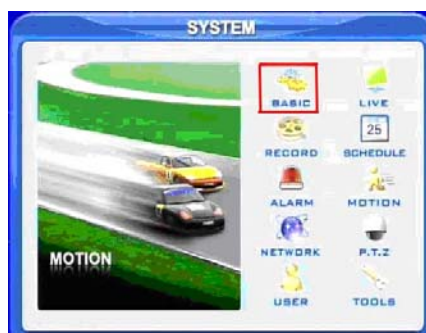 SYSTEM
BASIC LIVE
25
RECORD SCHEDULE
ALARM MOTION
NETWORK P.T.Z
USER TOOLS
MOTION